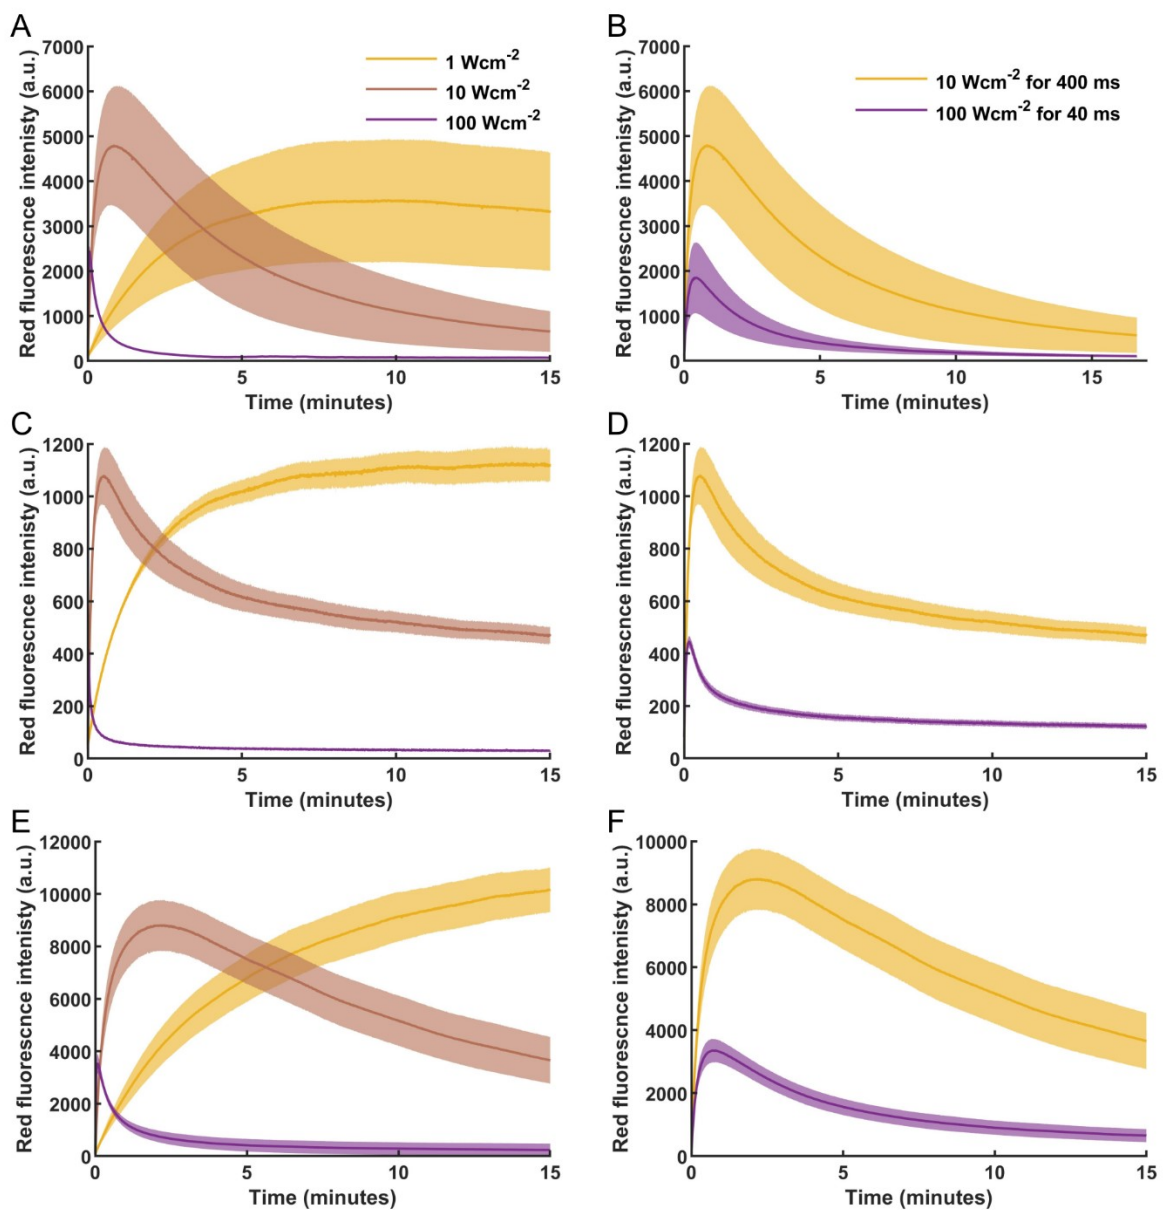 A
Red fluorescnce intenisty (a.u.)
7000
6000
5000
4000
3000
2000
1000
0
1 Wcm-2
10 Wcm-2
100 Wcm-2
0 5 10 15
Time (minutes)
B
Red fluorescnce intenisty (a.u.)
7000
6000
5000
4000
3000
2000
1000
0
10 Wcm-2 for 400 ms
100 Wcm-2 for 40 ms
0 5 10 15
Time (minutes)
C
Red fluorescnce intenisty (a.u.)
1200
1000
800
600
400
200
0
0 5 10 15
Time (minutes)
D
Red fluorescnce intenisty (a.u.)
1200
1000
800
600
400
200
0
0 5 10 15
Time (minutes)
E
Red fluorescnce intenisty (a.u.)
12000
10000
8000
6000
4000
2000
0
0 5 10 15
Time (minutes)
F
Red fluorescnce intenisty (a.u.)
10000
8000
6000
4000
2000
0
0 5 10 15
Time (minutes)